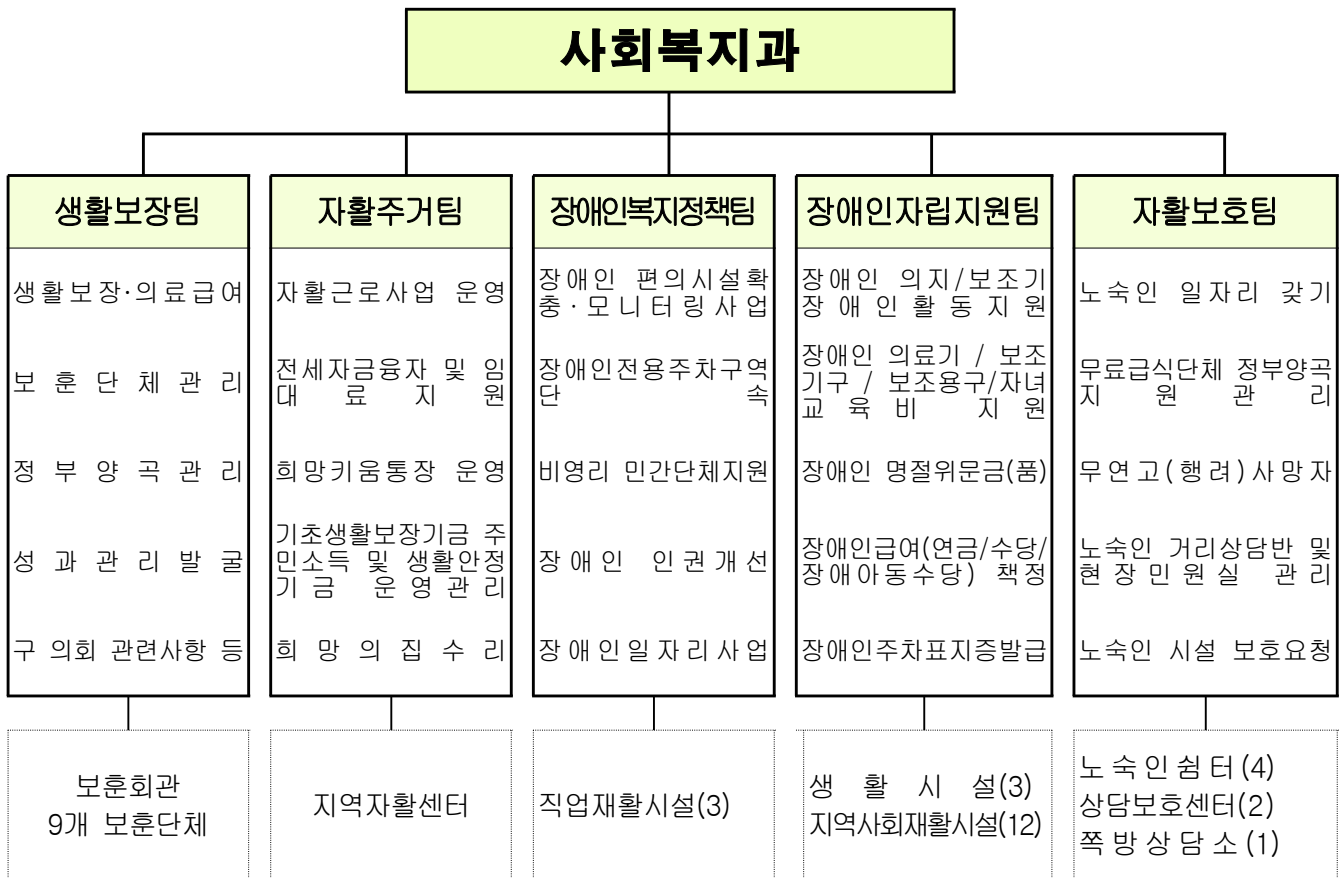 사회복지과
생활보장팀
생활보장·의료급여
보훈단체관리
정부양곡관리
성과관리발굴
구 의회 관련사항 등
보훈회관
9개 보훈단체
자활주거팀
자활근로사업 운영
전세자금융자 및 임
대료지원
희망키움통장 운영
기초생활보장기금 주
민소득 및 생활안정
기금 운영관리
희망의집수리
지역자활센터
장애인복지정책팀
장애인 편의시설확
충·모니터링사업
장애인전용주차구역
단속
비영리 민간단체지원
장애인 인권개선
장애인일자리사업
직업재활시설(3)
장애인자립지원팀
장애인 의지/보조기
장애인활동지원
장애인 의료기 / 보조
기구 / 보조용구/자녀
교육비 지원
장애인 명절위문금(품)
장애인급여(연금/수당/
장애아동수당) 책정
장애인주차표지증발급
생활시설(3)
지역사회재활시설(12)
자활보호팀
노숙인 일자리 갖기
무료급식단체 정부양곡
지원관리
무연고(행려)사망자
노숙인 거리상담반 및
현장민원실 관리
노숙인 시설 보호요청
노숙인쉼터(4)
상담보호센터(2)
쪽방상담소(1)